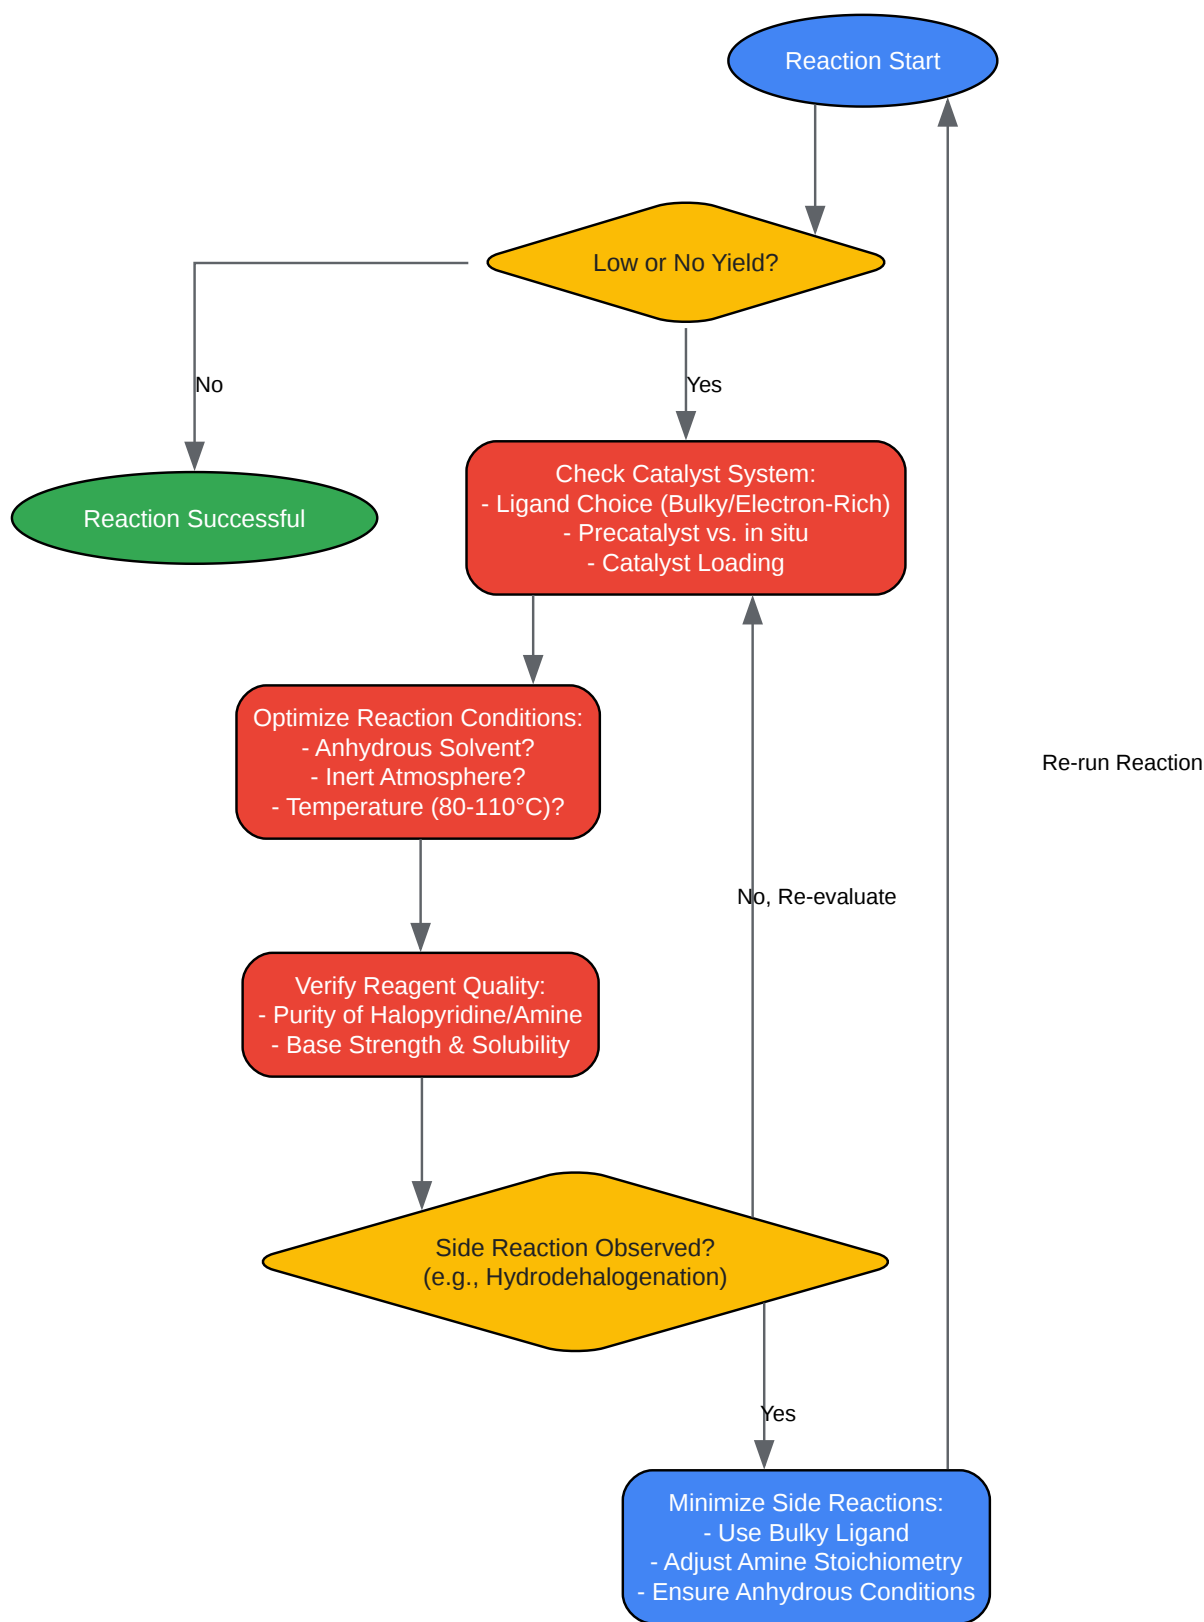 Reaction Start
Low or No Yield?
No
Yes
Check Catalyst System:
- Ligand Choice (Bulky/Electron-Rich)
- Precatalyst vs. in situ
- Catalyst Loading
Reaction Successful
Optimize Reaction Conditions:
- Anhydrous Solvent?
- Inert Atmosphere?
- Temperature (80-110°C)?
Re-run Reaction
No, Re-evaluate
Verify Reagent Quality:
- Purity of Halopyridine/Amine
- Base Strength & Solubility
Side Reaction Observed?
(e.g., Hydrodehalogenation)
Yes
Minimize Side Reactions:
- Use Bulky Ligand
- Adjust Amine Stoichiometry
- Ensure Anhydrous Conditions